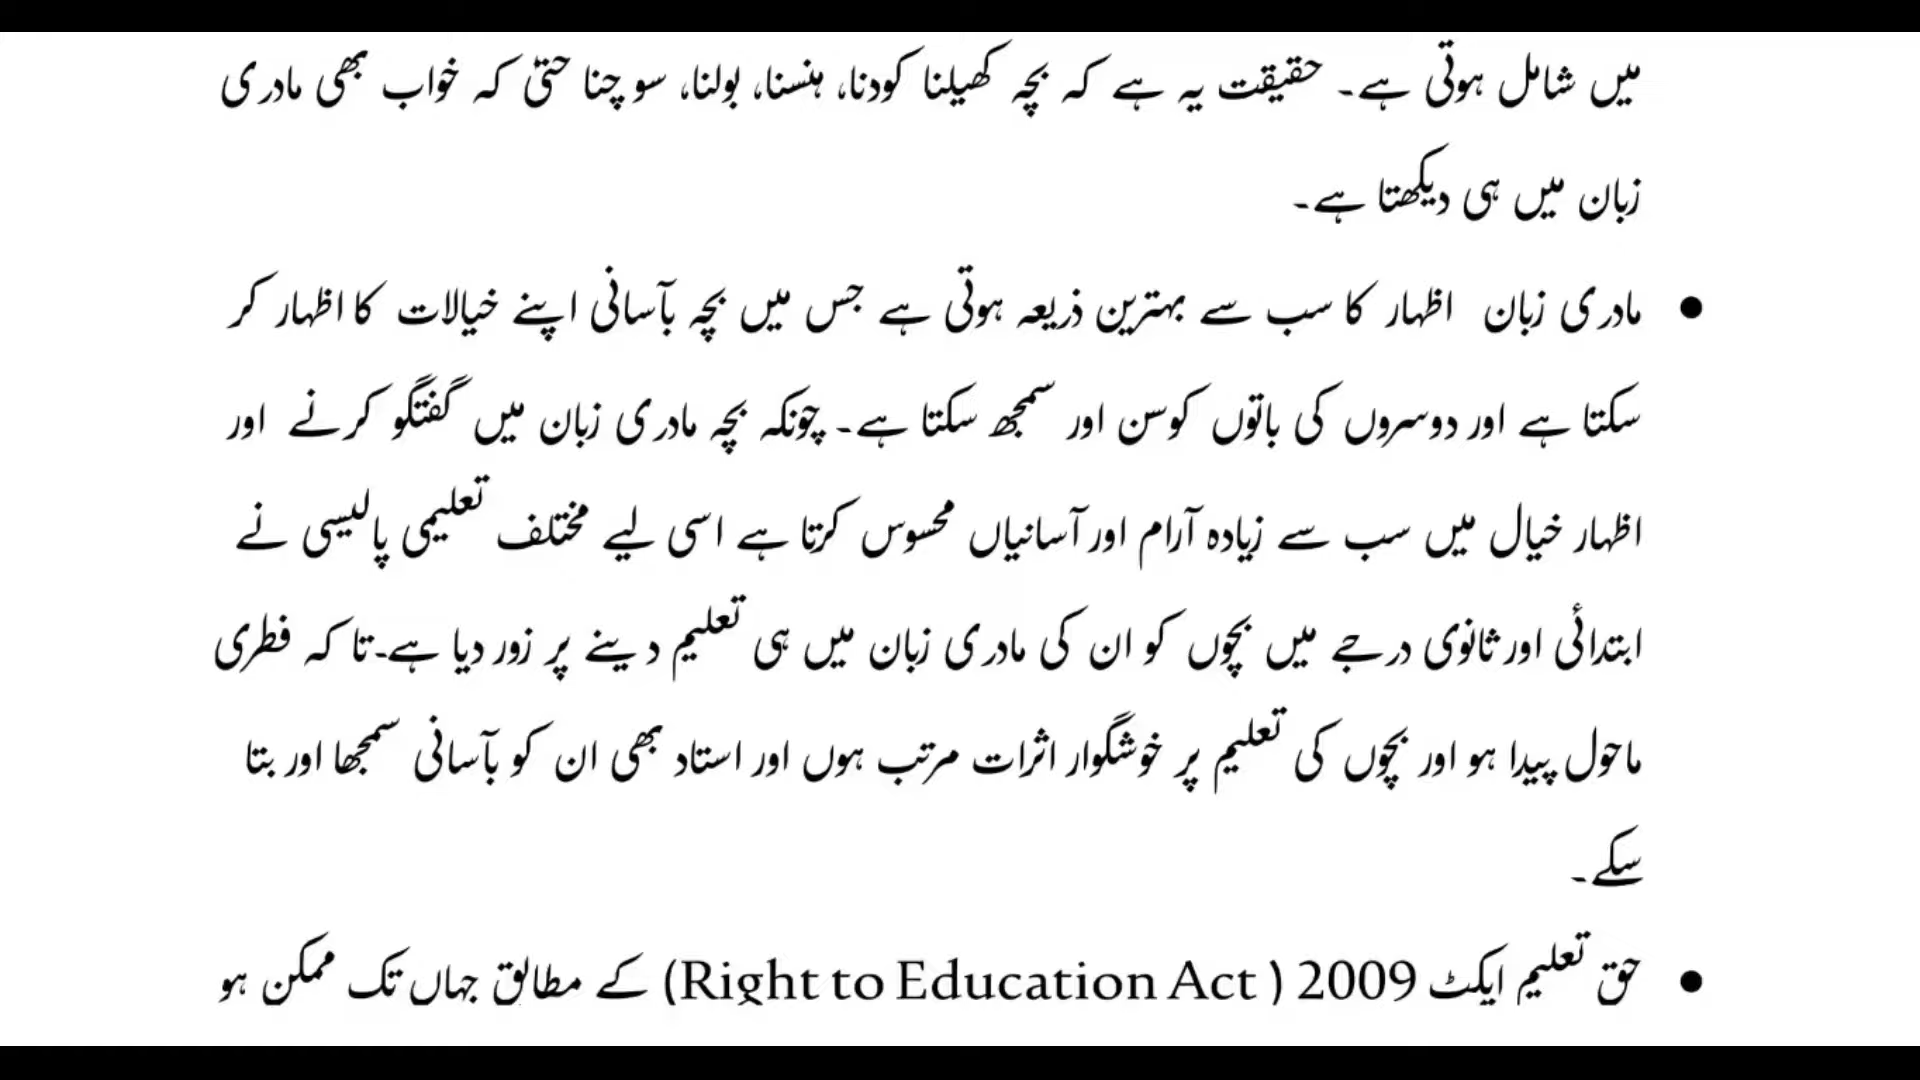 میں شامل ہوتی ہے۔ حقیقت یہ ہے کہ بچہ کھیلنا کودنا، ہنسنا، بولنا، سوچنا حتیٰ کہ خواب بھی مادری
زبان میں ہی دیکھتا ہے۔
• مادری زبان اظہار کا سب سے بہترین ذریعہ ہوتی ہے جس میں بچہ بآسانی اپنے خیالات کا اظہار کر
سکتا ہے اور دوسروں کی باتوں کو سن اور سمجھ سکتا ہے۔ چونکہ بچہ مادری زبان میں گفتگو کرنے اور
اظہار خیال میں سب سے زیادہ آرام اور آسانیاں محسوس کرتا ہے اسی لیے مختلف تعلیمی پالیسی نے
ابتدائی اور ثانوی درجے میں بچوں کو ان کی مادری زبان میں ہی تعلیم دینے پر زور دیا ہے۔ تا کہ فطری
ماحول پیدا ہو اور بچوں کی تعلیم پر خوشگوار اثرات مرتب ہوں اور استاد بھی ان کو بآسانی سمجھا اور بتا
سکے۔
• حق تعلیم ایکٹ 2009 ( Right to Education Act) کے مطابق جہاں تک ممکن ہو